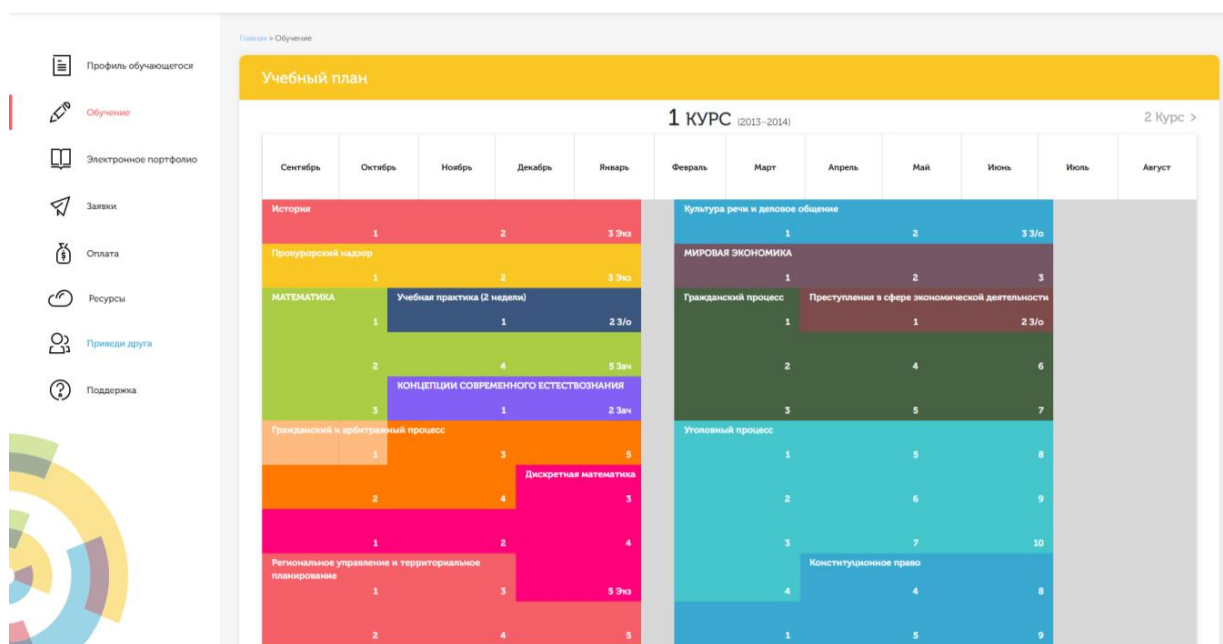 Главная > Обучение
Профиль обучающегося
Обучение
Электронное портфолио
Заявки
Оплата
Ресурсы
Приведи друга
Поддержка
Учебный план
1 КУРС (2013-2014)
2 Курс >
Сентябрь Октябрь Ноябрь Декабрь Январь Февраль Март Апрель Май Июнь Июль Август
История
1 2 3 Экз
Прокурорский надзор
1 2 3 Экз
МАТЕМАТИКА
Учебная практика (2 недели)
1 1 2 З/о
2 4 5 Зач
КОНЦЕПЦИИ СОВРЕМЕННОГО ЕСТЕСТВОЗНАНИЯ
3 1 2 Зач
Гражданский и арбитражный процесс
1 3 5
Дискретная математика
2 4 3
1 2 4
Региональное управление и территориальное
планирование
1 3 5 Экз
2 4 5
Культура речи и деловое общение
1 2 3 З/о
МИРОВАЯ ЭКОНОМИКА
1 2 3
Гражданский процесс
Преступления в сфере экономической деятельности
1 1 2 З/о
2 4 6
3 5 7
Уголовный процесс
1 5 8
2 6 9
3 7 10
Конституционное право
4 4 8
1 5 9